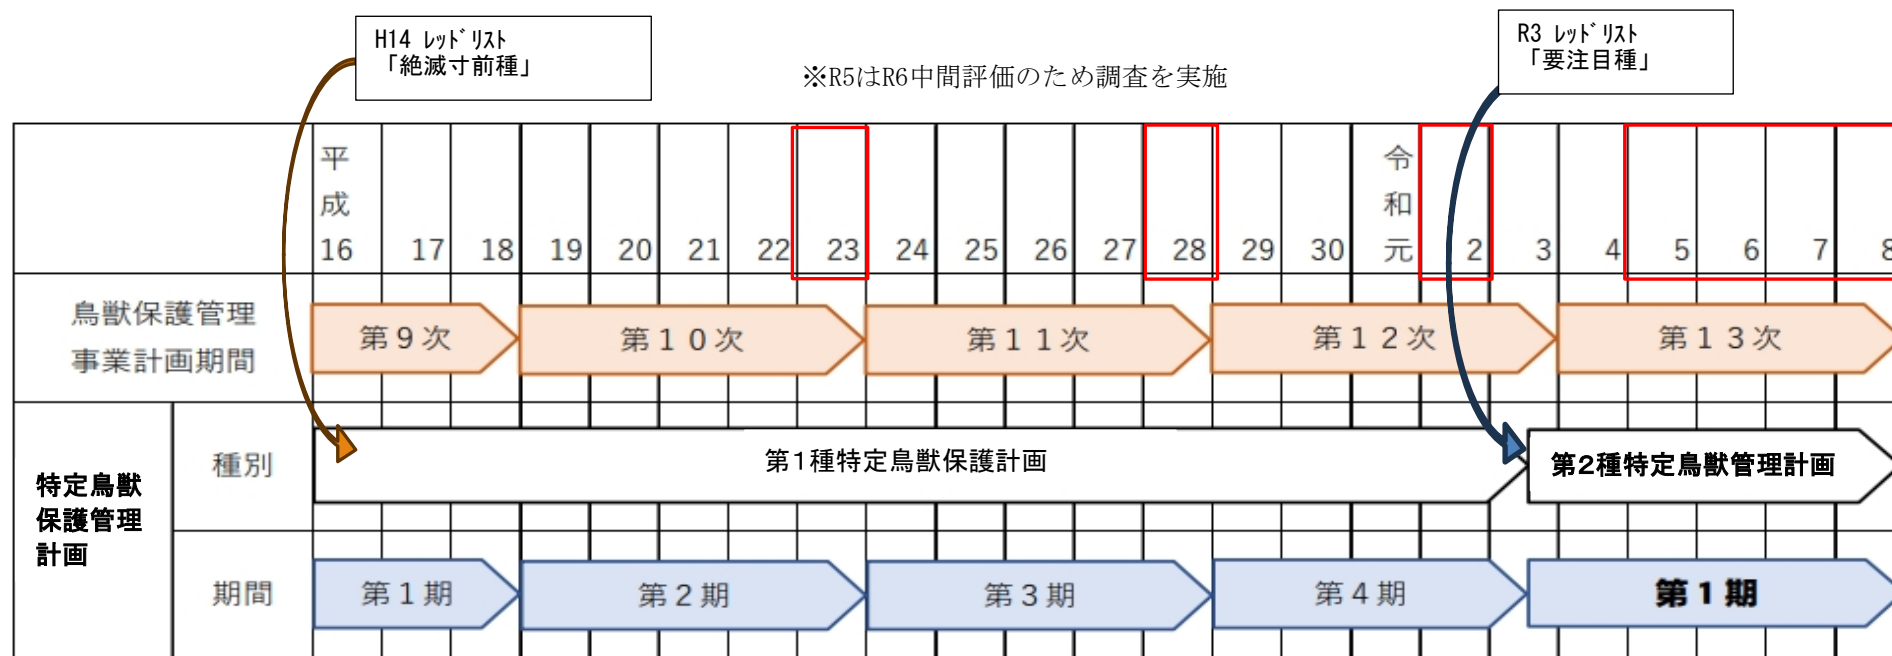 H14 ﾚｯﾄﾞﾘｽﾄ
「絶滅寸前種」
※R5はR6中間評価のため調査を実施
R3 ﾚｯﾄﾞﾘｽﾄ
「要注目種」
平成16 17 18 19 20 21 22 23 24 25 26 27 28 29 30 令和元 2 3 4 5 6 7 8
鳥獣保護管理
事業計画期間
第９次 第１０次 第１１次 第１２次 第１３次
特定鳥獣
保護管理
計画
種別
第1種特定鳥獣保護計画 第2種特定鳥獣管理計画
期間
第１期 第２期 第３期 第４期 第１期